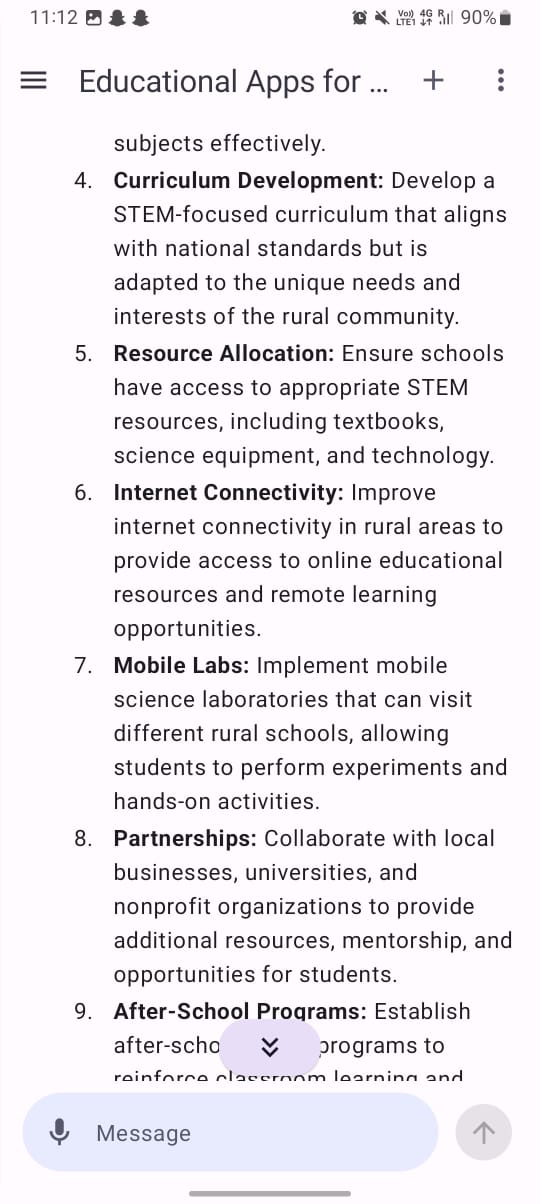 11:12
Vo)) 4G R
LTE1
90%
Educational Apps for ...
subjects effectively.
4. Curriculum Development: Develop a
STEM-focused curriculum that aligns
with national standards but is
adapted to the unique needs and
interests of the rural community.
5. Resource Allocation: Ensure schools
have access to appropriate STEM
resources, including textbooks,
science equipment, and technology.
6. Internet Connectivity: Improve
internet connectivity in rural areas to
provide access to online educational
resources and remote learning
opportunities.
7. Mobile Labs: Implement mobile
science laboratories that can visit
different rural schools, allowing
students to perform experiments and
hands-on activities.
8. Partnerships: Collaborate with local
businesses, universities, and
nonprofit organizations to provide
additional resources, mentorship, and
opportunities for students.
9. After-School Programs: Establish
after-scho programs to
reinforce classroom learning and
Message